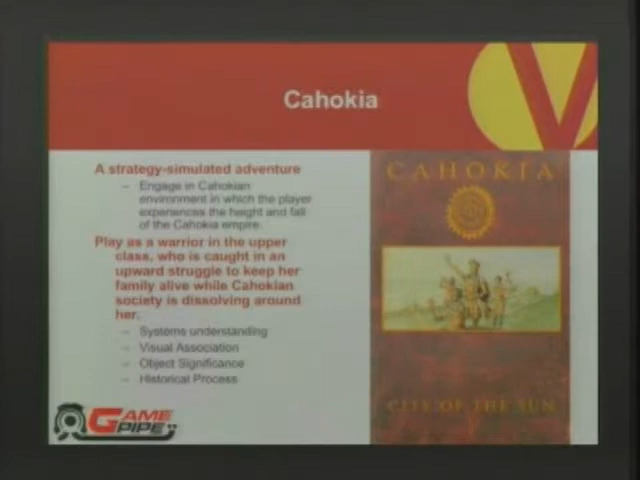 Cahokia
A strategy-simulated adventure
– Engage in Cahokian
environment in which the player
experiences the height and fall
of the Cahokia empire.
Play as a warrior in the upper
class, who is caught in an
upward struggle to keep her
family alive while Cahokian
society is dissolving around
her.
– Systems understanding
– Visual Association
– Object Significance
– Historical Process
CAHOKIA
CITY OF THE SUN
GAME
PIPE
V